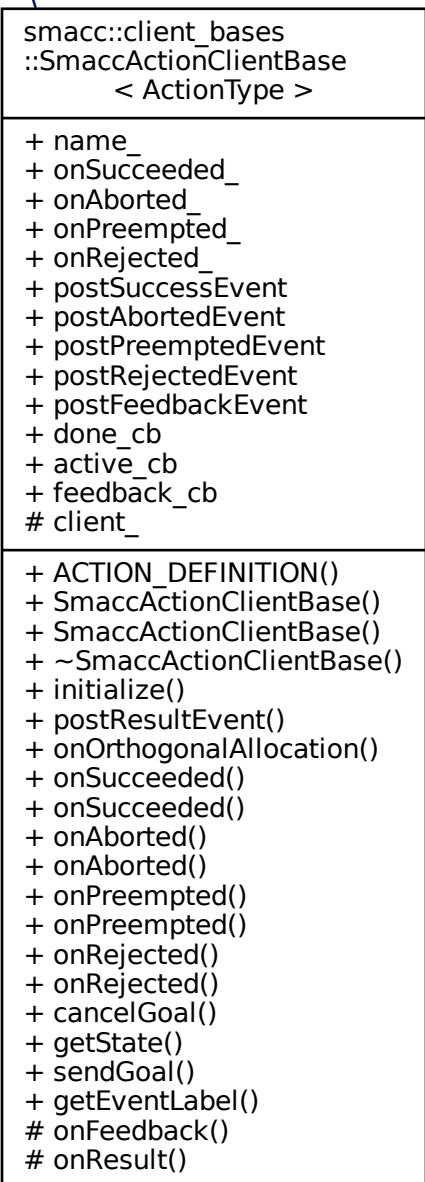 smacc::client_bases
::SmaccActionClientBase
< ActionType >
+ name_
+ onSucceeded_
+ onAborted_
+ onPreempted_
+ onRejected_
+ postSuccessEvent
+ postAbortedEvent
+ postPreemptedEvent
+ postRejectedEvent
+ postFeedbackEvent
+ done_cb
+ active_cb
+ feedback_cb
# client_
+ ACTION_DEFINITION()
+ SmaccActionClientBase()
+ SmaccActionClientBase()
+ ~SmaccActionClientBase()
+ initialize()
+ postResultEvent()
+ onOrthogonalAllocation()
+ onSucceeded()
+ onSucceeded()
+ onAborted()
+ onAborted()
+ onPreempted()
+ onPreempted()
+ onRejected()
+ onRejected()
+ cancelGoal()
+ getState()
+ sendGoal()
+ getEventLabel()
# onFeedback()
# onResult()